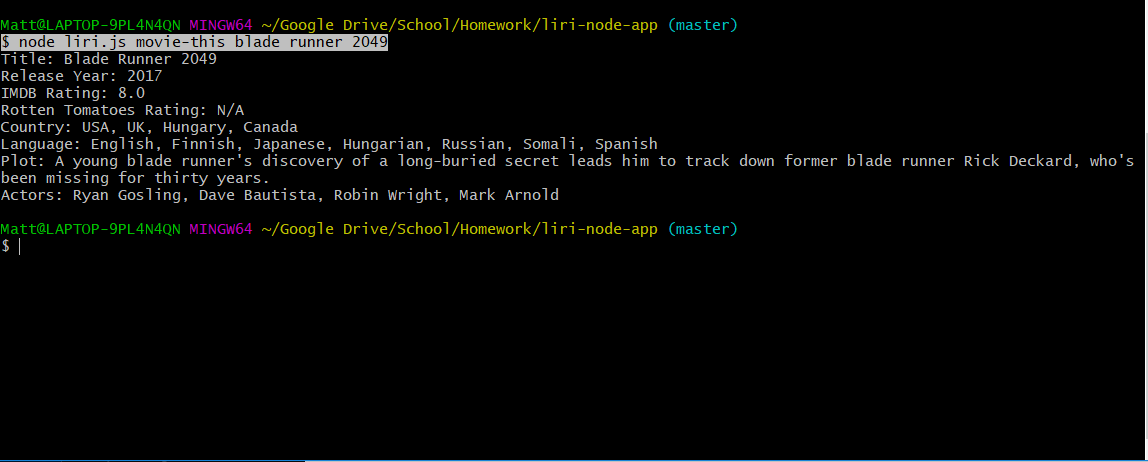 Matt@LAPTOP-9PL4N4QN MINGW64 ~/Google Drive/School/Homework/liri-node-app (master)
$ node liri.js movie-this blade runner 2049
Title: Blade Runner 2049
Release Year: 2017
IMDB Rating: 8.0
Rotten Tomatoes Rating: N/A
Country: USA, UK, Hungary, Canada
Language: English, Finnish, Japanese, Hungarian, Russian, Somali, Spanish
Plot: A young blade runner's discovery of a long-buried secret leads him to track down former blade runner Rick Deckard, who's
been missing for thirty years.
Actors: Ryan Gosling, Dave Bautista, Robin Wright, Mark Arnold
Matt@LAPTOP-9PL4N4QN MINGW64 ~/Google Drive/School/Homework/liri-node-app (master)
$